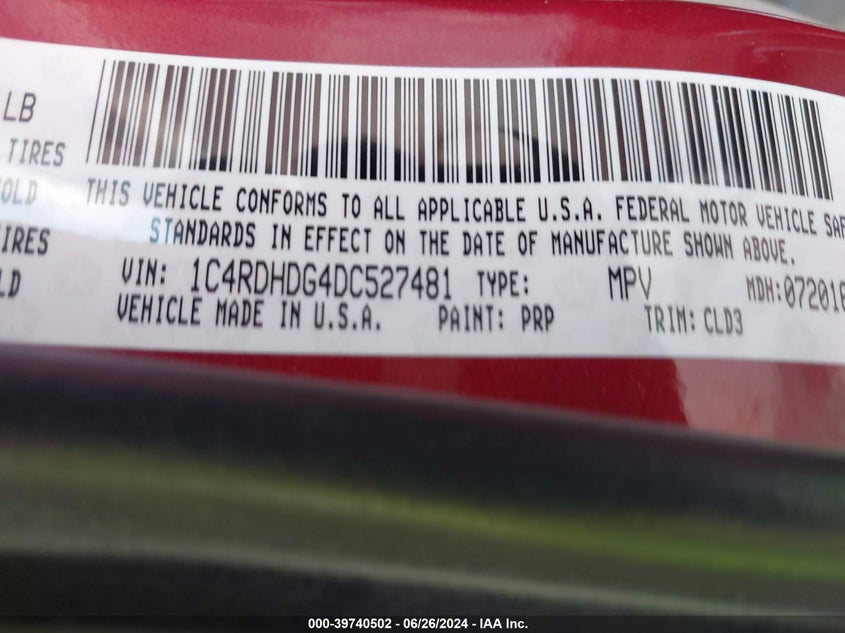 LB
TIRES
THIS VEHICLE CONFORMS TO ALL APPLICABLE U.S.A. FEDERAL MOTOR VEHICLE SAF
STANDARDS IN EFFECT ON THE DATE OF MANUFACTURE SHOWN ABOVE.
OLD
IRES
VIN: 1C4RDHDG4DC527481 TYPE: MPV MDH:072016
LD
VEHICLE MADE IN U.S.A. PAINT: PRP TRIM: CLD3
000-39740502 / 06/26/2024 - IAA Inc.